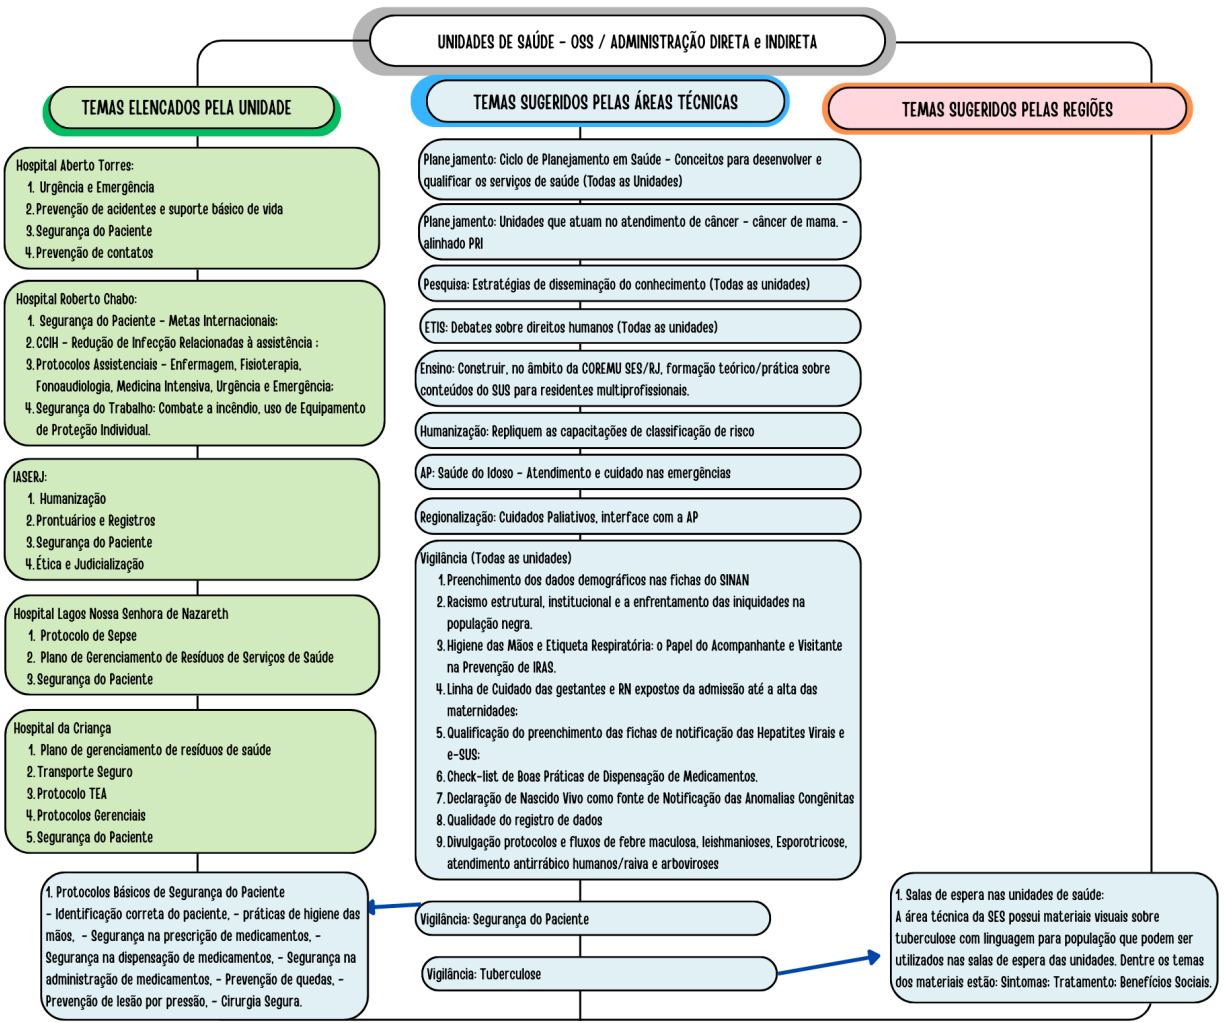 UNIDADES DE SAÚDE - OSS / ADMINISTRAÇÃO DIRETA e INDIRETA
TEMAS ELENCADOS PELA UNIDADE
Hospital Aberto Torres:
1. Urgência e Emergência
2. Prevenção de acidentes e suporte básico de vida
3. Segurança do Paciente
4. Prevenção de contatos
Hospital Roberto Chabo:
1. Segurança do Paciente - Metas Internacionais;
2. CCIH - Redução de Infecção Relacionadas à assistência ;
3. Protocolos Assistenciais - Enfermagem, Fisioterapia,
Fonoaudiologia, Medicina Intensiva, Urgência e Emergência;
4. Segurança do Trabalho: Combate a incêndio, uso de Equipamento
de Proteção Individual.
IASERJ:
1. Humanização
2. Prontuários e Registros
3. Segurança do Paciente
4. Ética e Judicialização
Hospital Lagos Nossa Senhora de Nazareth
1. Protocolo de Sepse
2. Plano de Gerenciamento de Resíduos de Serviços de Saúde
3. Segurança do Paciente
Hospital da Criança
1. Plano de gerenciamento de resíduos de saúde
2. Transporte Seguro
3. Protocolo TEA
4. Protocolos Gerenciais
5. Segurança do Paciente
1. Protocolos Básicos de Segurança do Paciente
- Identificação correta do paciente, - práticas de higiene das
mãos, - Segurança na prescrição de medicamentos, -
Segurança na dispensação de medicamentos, - Segurança na
administração de medicamentos, - Prevenção de quedas, -
Prevenção de lesão por pressão, - Cirurgia Segura.
TEMAS SUGERIDOS PELAS ÁREAS TÉCNICAS
Planejamento: Ciclo de Planejamento em Saúde - Conceitos para desenvolver e
qualificar os serviços de saúde (Todas as Unidades)
Planejamento: Unidades que atuam no atendimento de câncer - câncer de mama. -
alinhado PRI
Pesquisa: Estratégias de disseminação do conhecimento (Todas as unidades)
ETIS: Debates sobre direitos humanos (Todas as unidades)
Ensino: Construir, no âmbito da COREMU SES/RJ, formação teórico/prática sobre
conteúdos do SUS para residentes multiprofissionais.
Humanização: Repliquem as capacitações de classificação de risco
AP: Saúde do Idoso - Atendimento e cuidado nas emergências
Regionalização: Cuidados Paliativos, interface com a AP
Vigilância (Todas as unidades)
1. Preenchimento dos dados demográficos nas fichas do SINAN
2. Racismo estrutural, institucional e a enfrentamento das iniquidades na
população negra.
3. Higiene das Mãos e Etiqueta Respiratória: o Papel do Acompanhante e Visitante
na Prevenção de IRAS.
4. Linha de Cuidado das gestantes e RN expostos da admissão até a alta das
maternidades;
5. Qualificação do preenchimento das fichas de notificação das Hepatites Virais e
e-SUS;
6. Check-list de Boas Práticas de Dispensação de Medicamentos.
7. Declaração de Nascido Vivo como fonte de Notificação das Anomalias Congênitas
8. Qualidade do registro de dados
9. Divulgação protocolos e fluxos de febre maculosa, leishmanioses, Esporotricose,
atendimento antirrábico humanos/raiva e arboviroses
Vigilância: Segurança do Paciente
Vigilância: Tuberculose
TEMAS SUGERIDOS PELAS REGIÕES
1. Salas de espera nas unidades de saúde:
A área técnica da SES possui materiais visuais sobre
tuberculose com linguagem para população que podem ser
utilizados nas salas de espera das unidades. Dentre os temas
dos materiais estão: Sintomas; Tratamento; Benefícios Sociais.